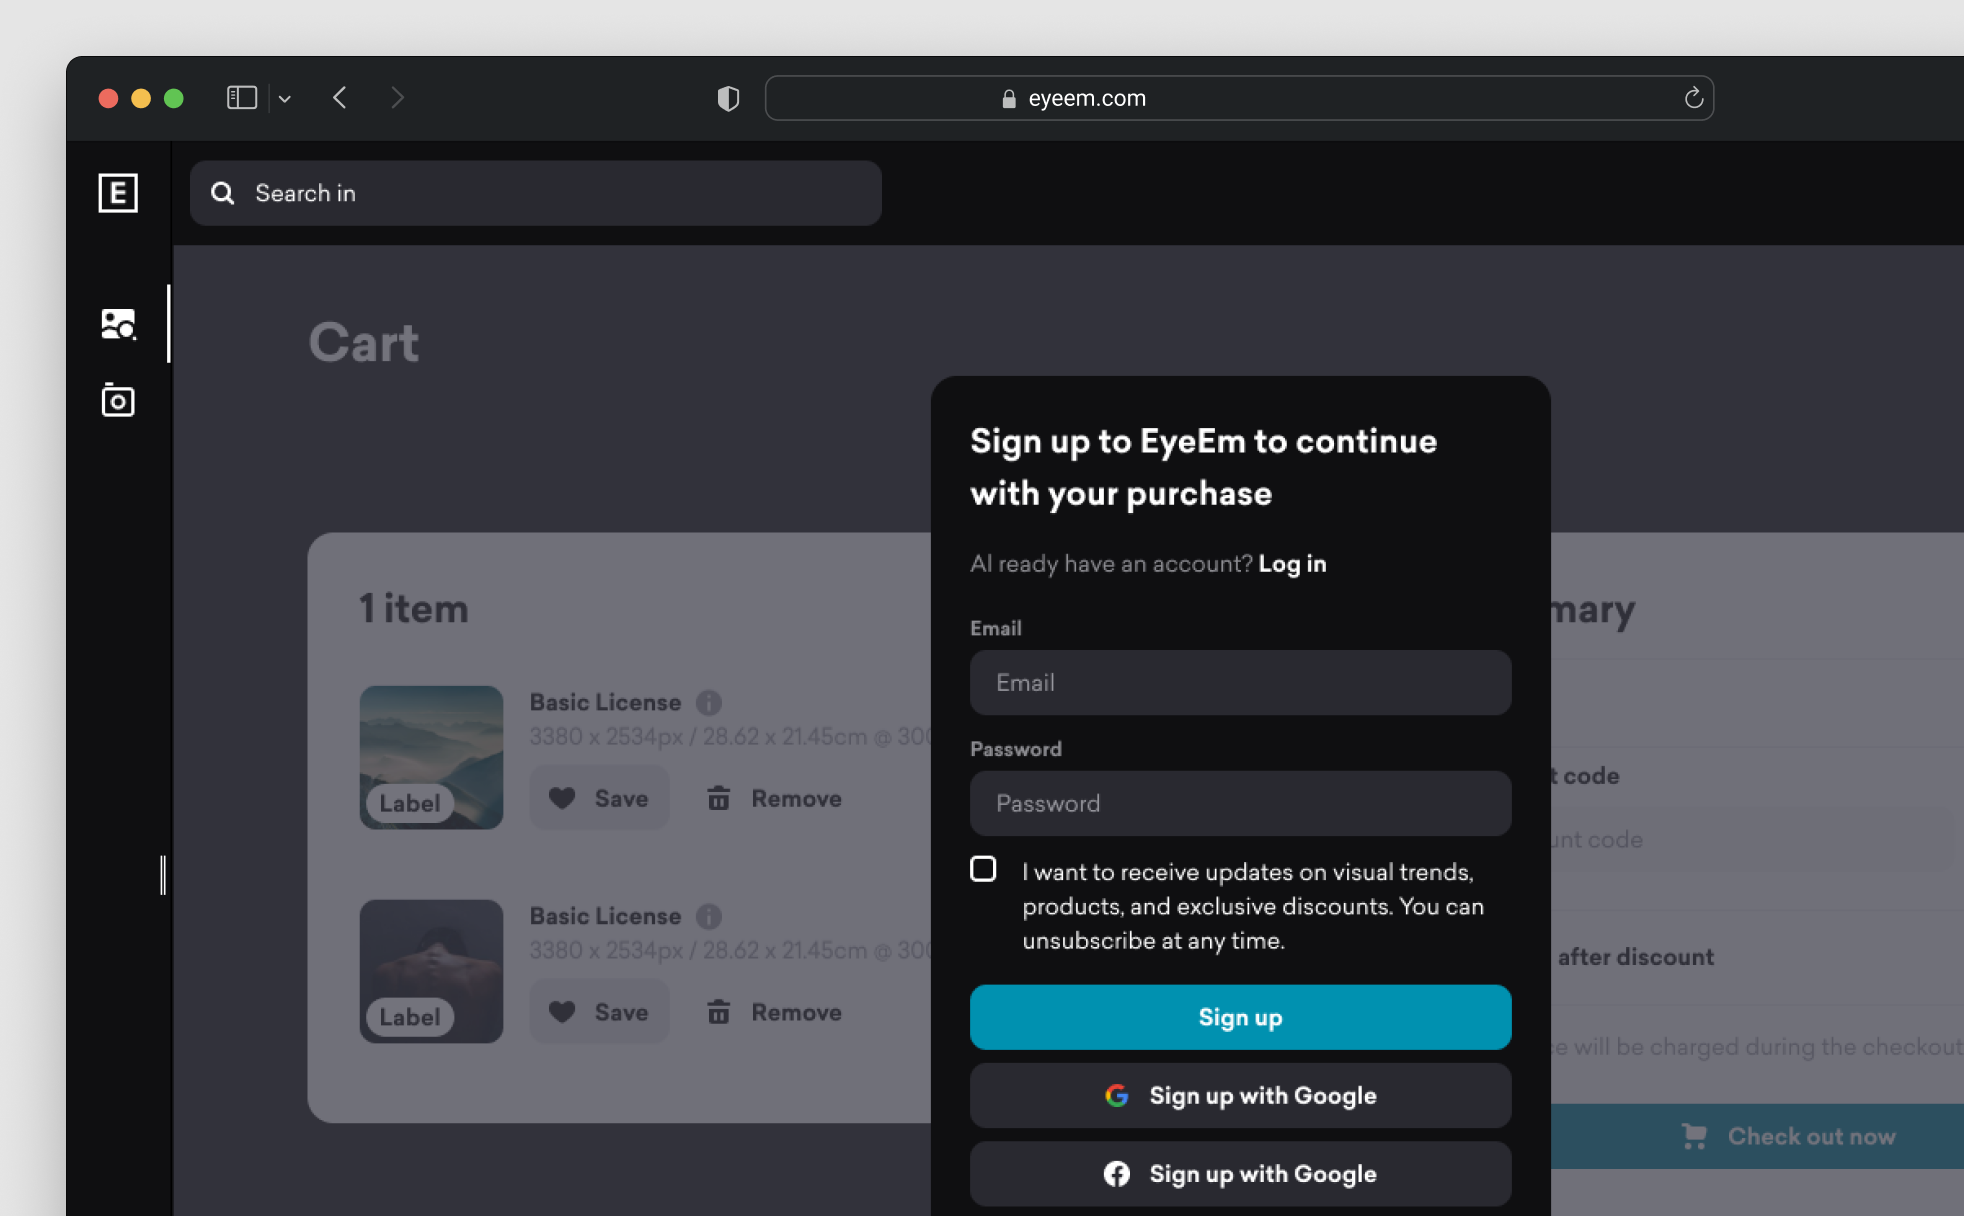 eyeem.com
E
Search in
Cart
Sign up to EyeEm to continue
with your purchase
Al ready have an account? Log in
Email
Email
Password
Password
I want to receive updates on visual trends,
products, and exclusive discounts. You can
unsubscribe at any time.
Sign up
Sign up with Google
Sign up with Google
1 item
Basic License
3380 x 2534px / 28.62 x 21.45cm @ 300
Label
Save
Remove
Basic License
3380 x 2534px / 28.62 x 21.45cm @ 300
Label
Save
Remove
mary
t code
unt code
after discount
e will be charged during the checkout
Check out now